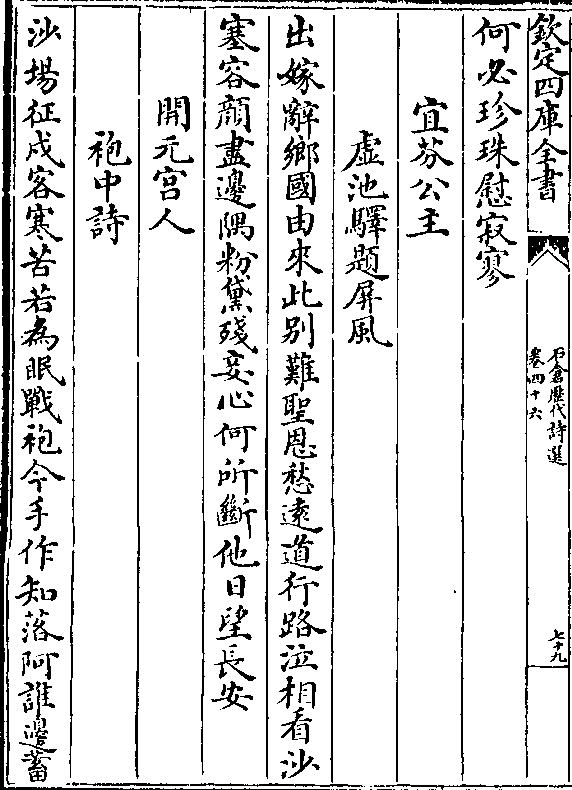 欽定四庫全書
石倉歷代詩選
卷四十六
七十九
何必珍珠慰寂寥
宜芬公主
虛池驛題屏風
出嫁辭鄉國由來此別難聖恩愁遠道行路泣相看沙
塞容顔盡邊隅粉黛殘妾心何所斷他日望長安
開元宮人
袍中詩
沙場征戍客寒苦若為眠戰袍今手作知落阿誰邊蓄